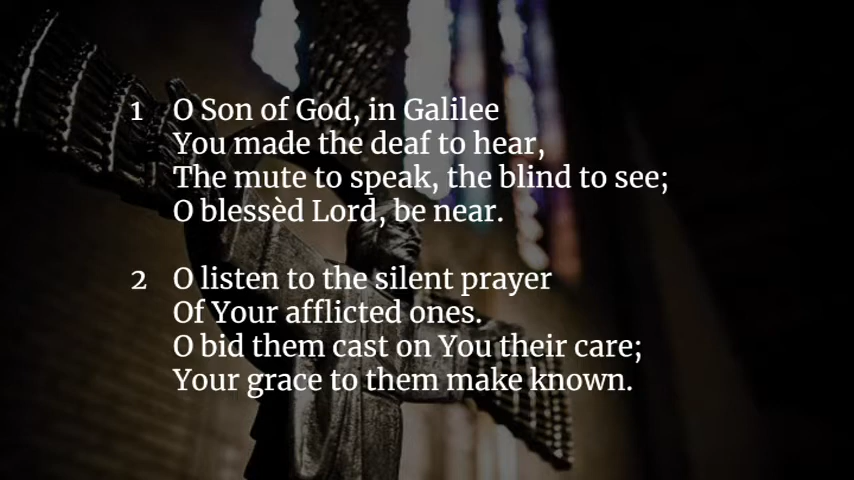 1 O Son of God, in Galilee
You made the deaf to hear,
The mute to speak, the blind to see;
O blessèd Lord, be near.
2 O listen to the silent prayer
Of Your afflicted ones.
O bid them cast on You their care;
Your grace to them make known.